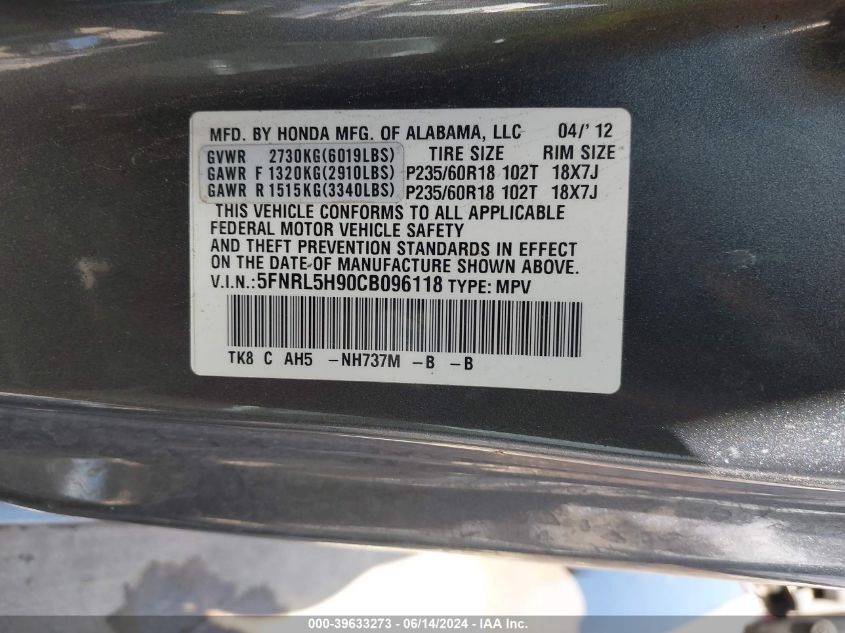 MFD. BY HONDA MFG. OF ALABAMA, LLC 04/' 12
GVWR 2730KG(6019LBS) TIRE SIZE RIM SIZE
GAWR F 1320KG(2910LBS) P235/60R18 102T 18X7J
GAWR R 1515KG(3340LBS) P235/60R18 102T 18X7J
THIS VEHICLE CONFORMS TO ALL APPLICABLE
FEDERAL MOTOR VEHICLE SAFETY
AND THEFT PREVENTION STANDARDS IN EFFECT
ON THE DATE OF MANUFACTURE SHOWN ABOVE.
V.I.N.: 5FNRL5H90CB096118 TYPE: MPV
TK8 C AH5 -NH737M -B -B
000-39633273 - 06/14/2024 - IAA Inc.